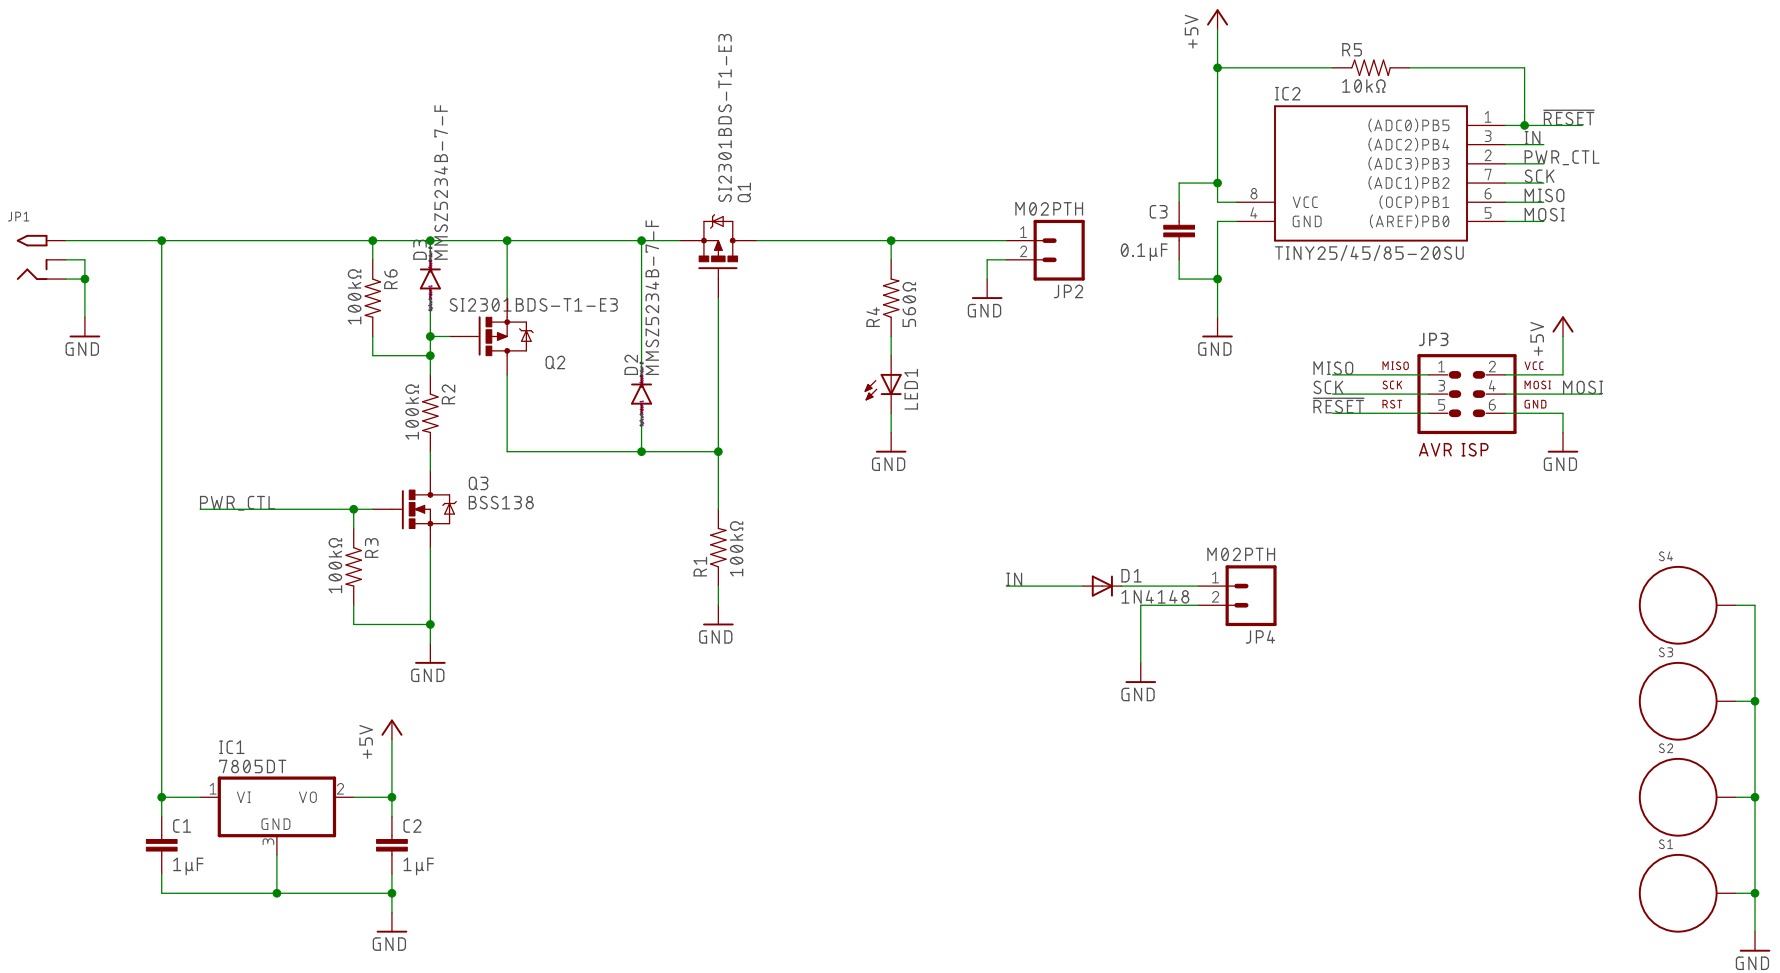 JP1
GND
100kΩ
R6
D3
MMSZ5234B-7-F
SI2301BDS-T1-E3
Q2
100kΩ
R2
PWR_CTL
Q3
BSS138
100kΩ
R3
GND
D2
MMSZ5234B-7-F
SI2301BDS-T1-E3
Q1
R1
100kΩ
GND
R4
560Ω
LED1
GND
M02PTH
1
2
JP2
GND
+5V
R5
10kΩ
IC2
(ADC0)PB5 1 RESET
(ADC2)PB4 3 IN
(ADC3)PB3 2 PWR_CTL
(ADC1)PB2 7 SCK
8 VCC (OCP)PB1 6 MISO
4 GND (AREF)PB0 5 MOSI
TINY25/45/85-20SU
C3
0.1µF
GND
JP3
+5V
MISO MISO 1 2 VCC
SCK SCK 3 4 MOSI MOSI
RESET RST 5 6 GND
AVR ISP
GND
IN
D1
1N4148
M02PTH
1
2
JP4
GND
IC1
7805DT
1 VI VO 2
GND
3
+5V
C1
1µF
C2
1µF
GND
S4
S3
S2
S1
GND